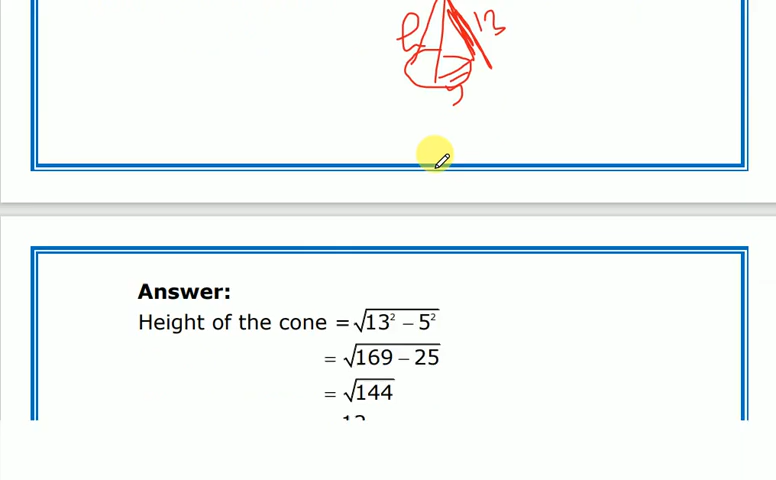 13
Answer:
Height of the cone = √13² – 5²
= √169 – 25
= √144